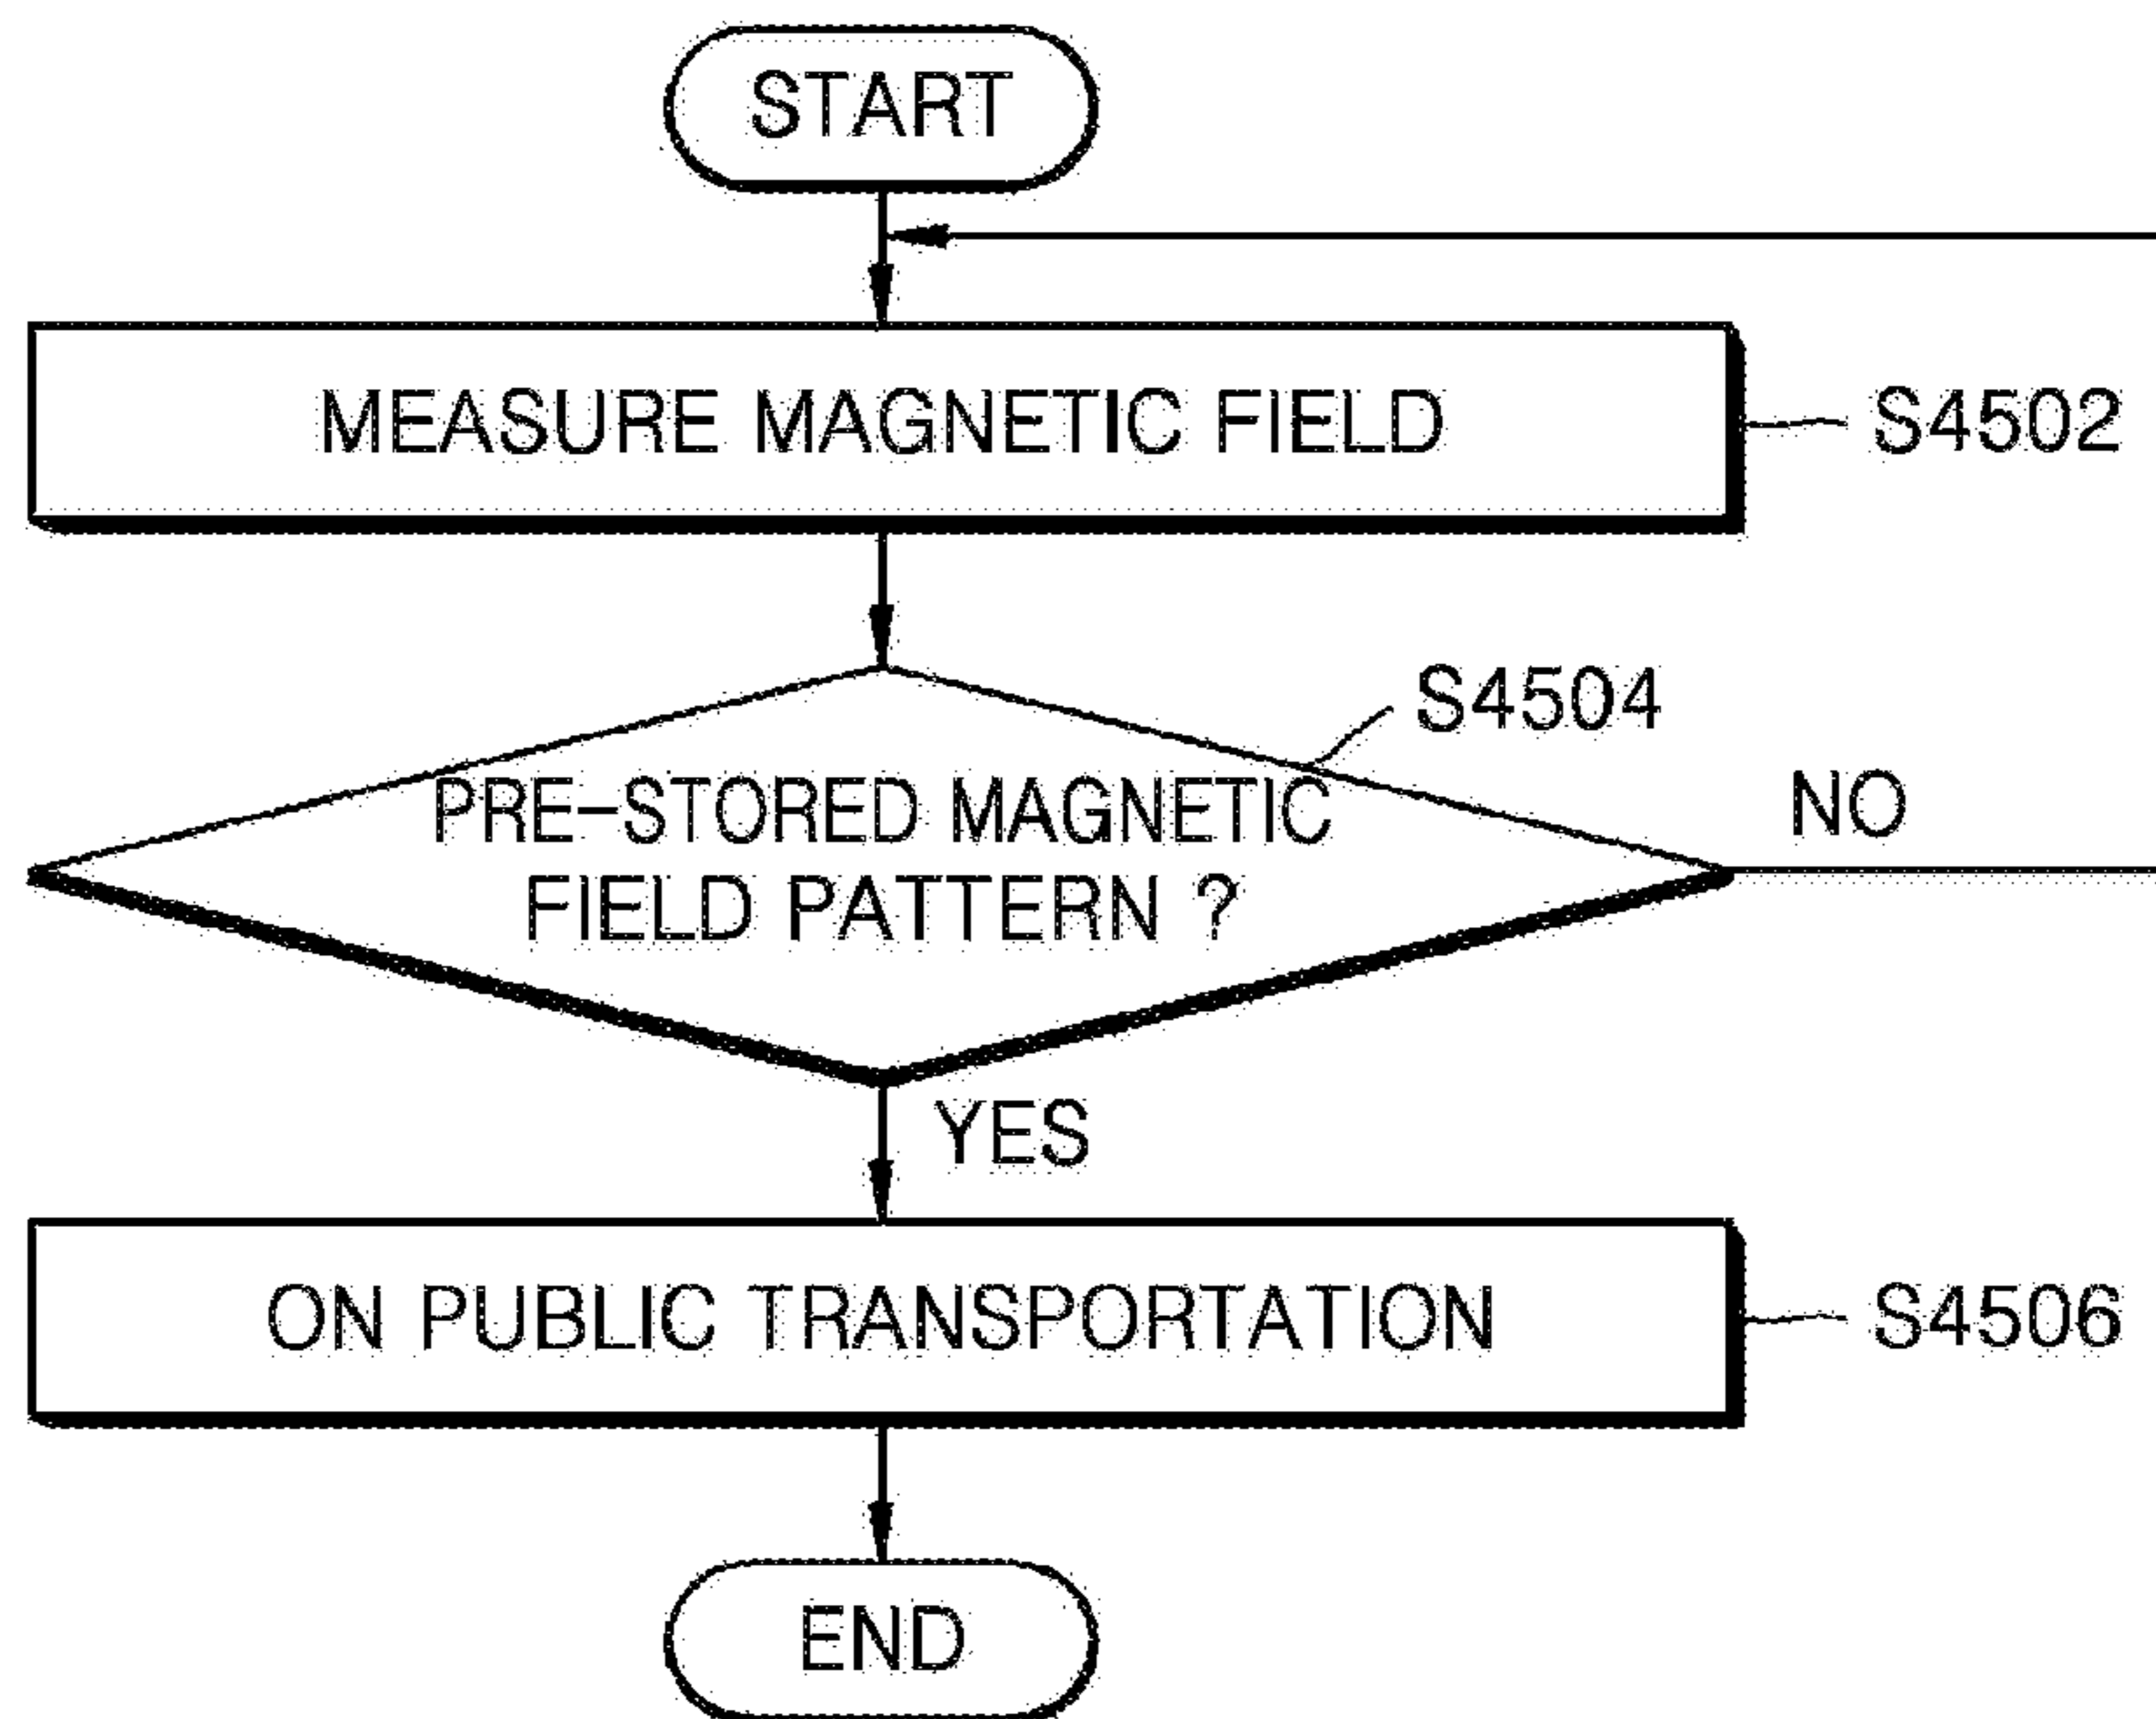 START
MEASURE MAGNETIC FIELD
S4502
S4504
PRE-STORED MAGNETIC
FIELD PATTERN ?
NO
YES
ON PUBLIC TRANSPORTATION
S4506
END